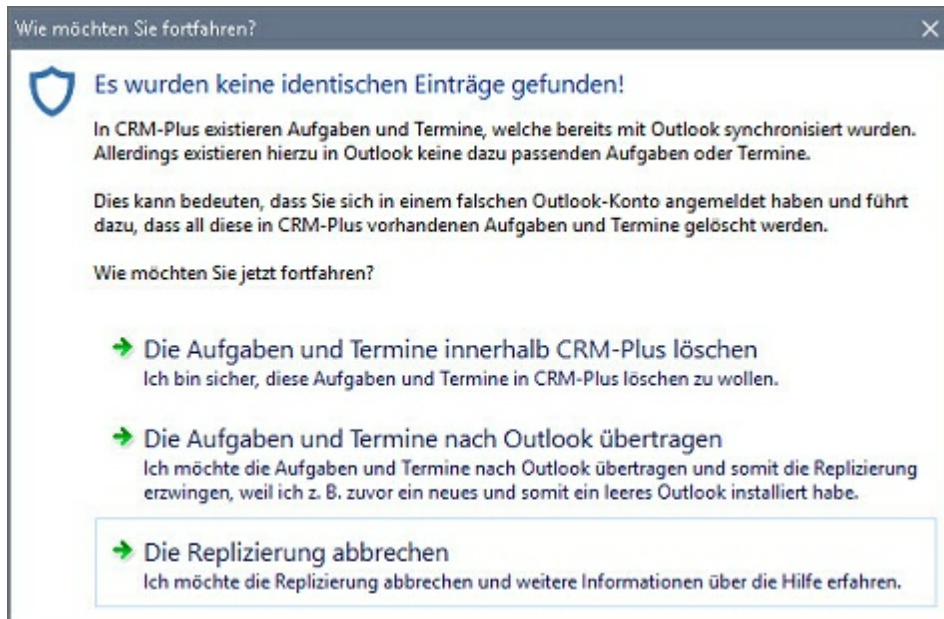 Wie möchten Sie fortfahren?
Es wurden keine identischen Einträge gefunden!
In CRM-Plus existieren Aufgaben und Termine, welche bereits mit Outlook synchronisiert wurden.
Allerdings existieren hierzu in Outlook keine dazu passenden Aufgaben oder Termine.
Dies kann bedeuten, dass Sie sich in einem falschen Outlook-Konto angemeldet haben und führt
dazu, dass all diese in CRM-Plus vorhandenen Aufgaben und Termine gelöscht werden.
Wie möchten Sie jetzt fortfahren?
Die Aufgaben und Termine innerhalb CRM-Plus löschen
Ich bin sicher, diese Aufgaben und Termine in CRM-Plus löschen zu wollen.
Die Aufgaben und Termine nach Outlook übertragen
Ich möchte die Aufgaben und Termine nach Outlook übertragen und somit die Replizierung
erzwingen, weil ich z. B. zuvor ein neues und somit ein leeres Outlook installiert habe.
Die Replizierung abbrechen
Ich möchte die Replizierung abbrechen und weitere Informationen über die Hilfe erfahren.